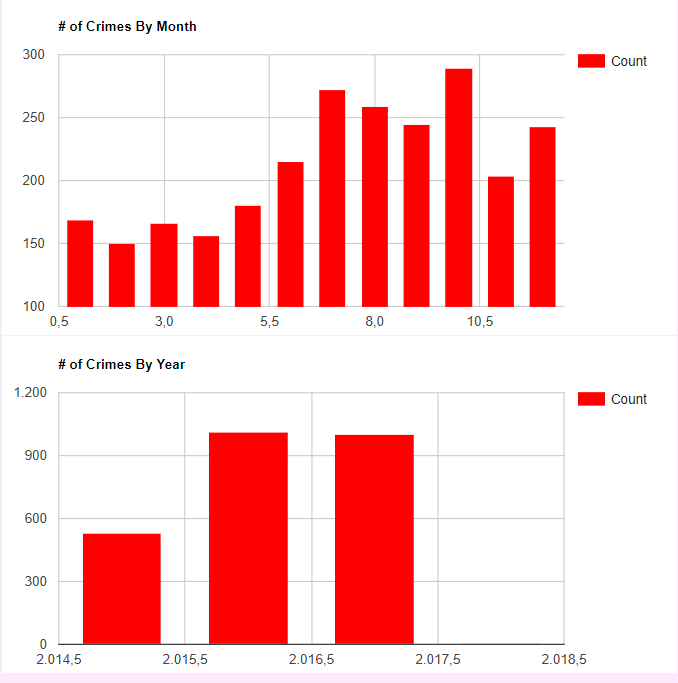 # of Crimes By Month
300
Count
250
200
150
100
0,5 3,0 5,5 8,0 10,5
# of Crimes By Year
1.200
Count
900
600
300
0
2.014,5 2.015,5 2.016,5 2.017,5 2.018,5